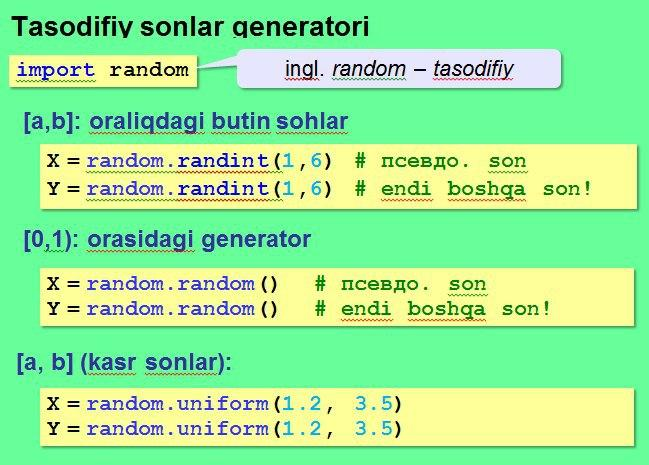 Tasodifiy sonlar generatori
import random
ingl. random – tasodifiy
[a,b]: oraliqdagi butin sohlar
X = random.randint(1,6) # псевдо. son
Y = random.randint(1,6) # endi boshqa son!
[0,1): orasidagi generator
X = random.random() # псевдо. son
Y = random.random() # endi boshqa son!
[a, b] (kasr sonlar):
X = random.uniform(1.2, 3.5)
Y = random.uniform(1.2, 3.5)